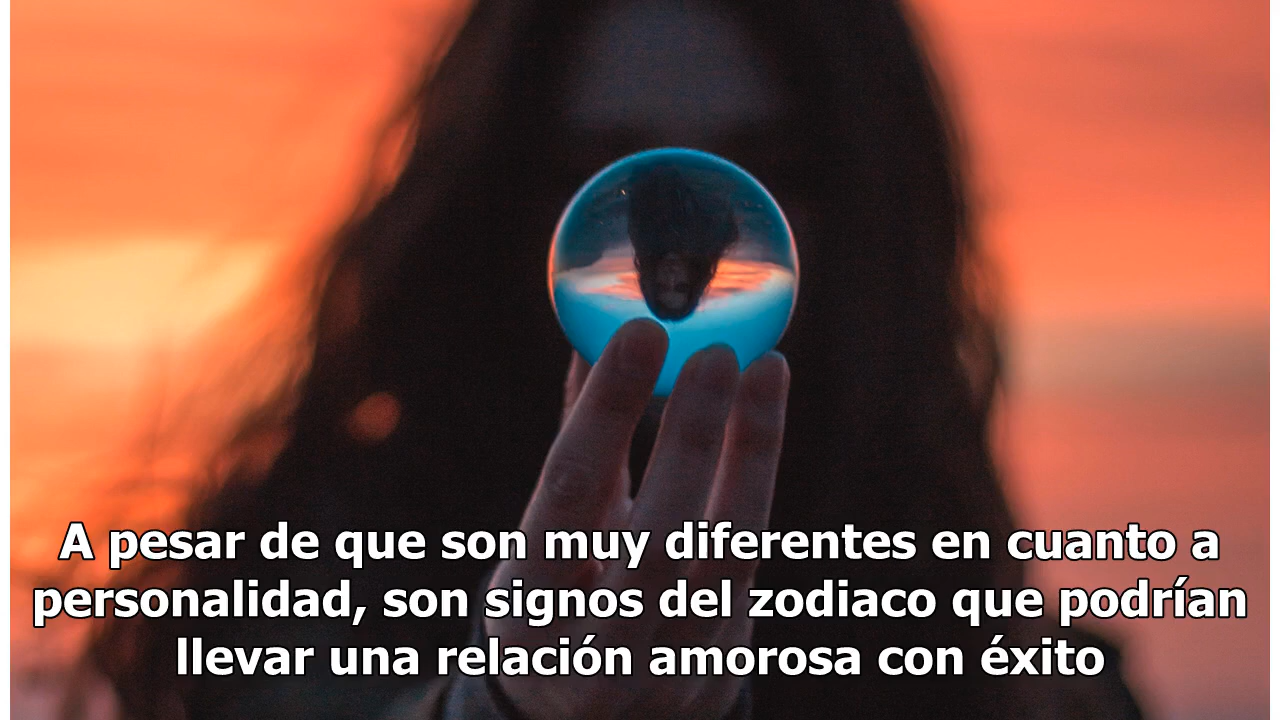 A pesar de que son muy diferentes en cuanto a
personalidad, son signos del zodiaco que podrían
llevar una relación amorosa con éxito